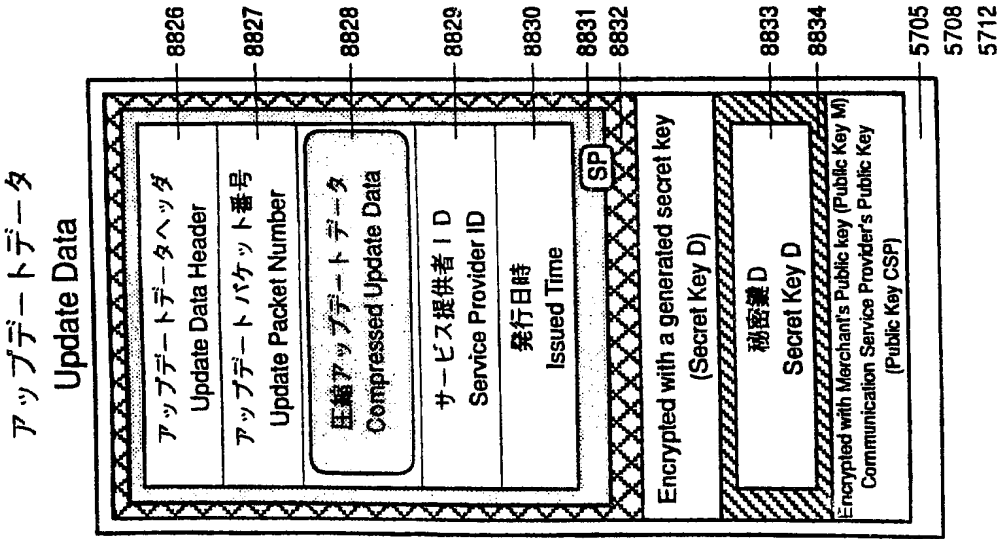 アップデートデータ
Update Data
アップデートデータヘッダ
Update Data Header
8826
アップデートパケット番号
Update Packet Number
8827
圧縮アップデートデータ
Compressed Update Data
8828
サービス提供者ID
Service Provider ID
8829
発行日時
Issued Time
8830
SP
8831
8832
Encrypted with a generated secret key
(Secret Key D)
秘密鍵D
Secret Key D
8833
8834
Encrypted with Merchant's Public key (Public Key M)
Communication Service Provider's Public Key
(Public Key CSP)
5705
5708
5712